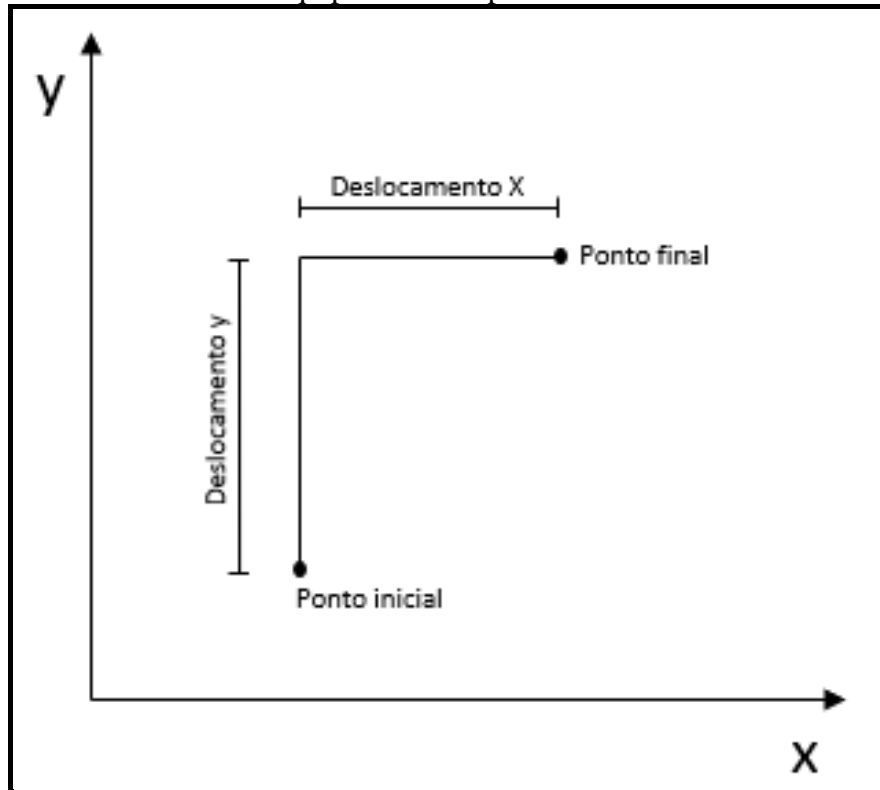 y
Deslocamento X
Ponto final
Deslocamento y
Ponto inicial
X